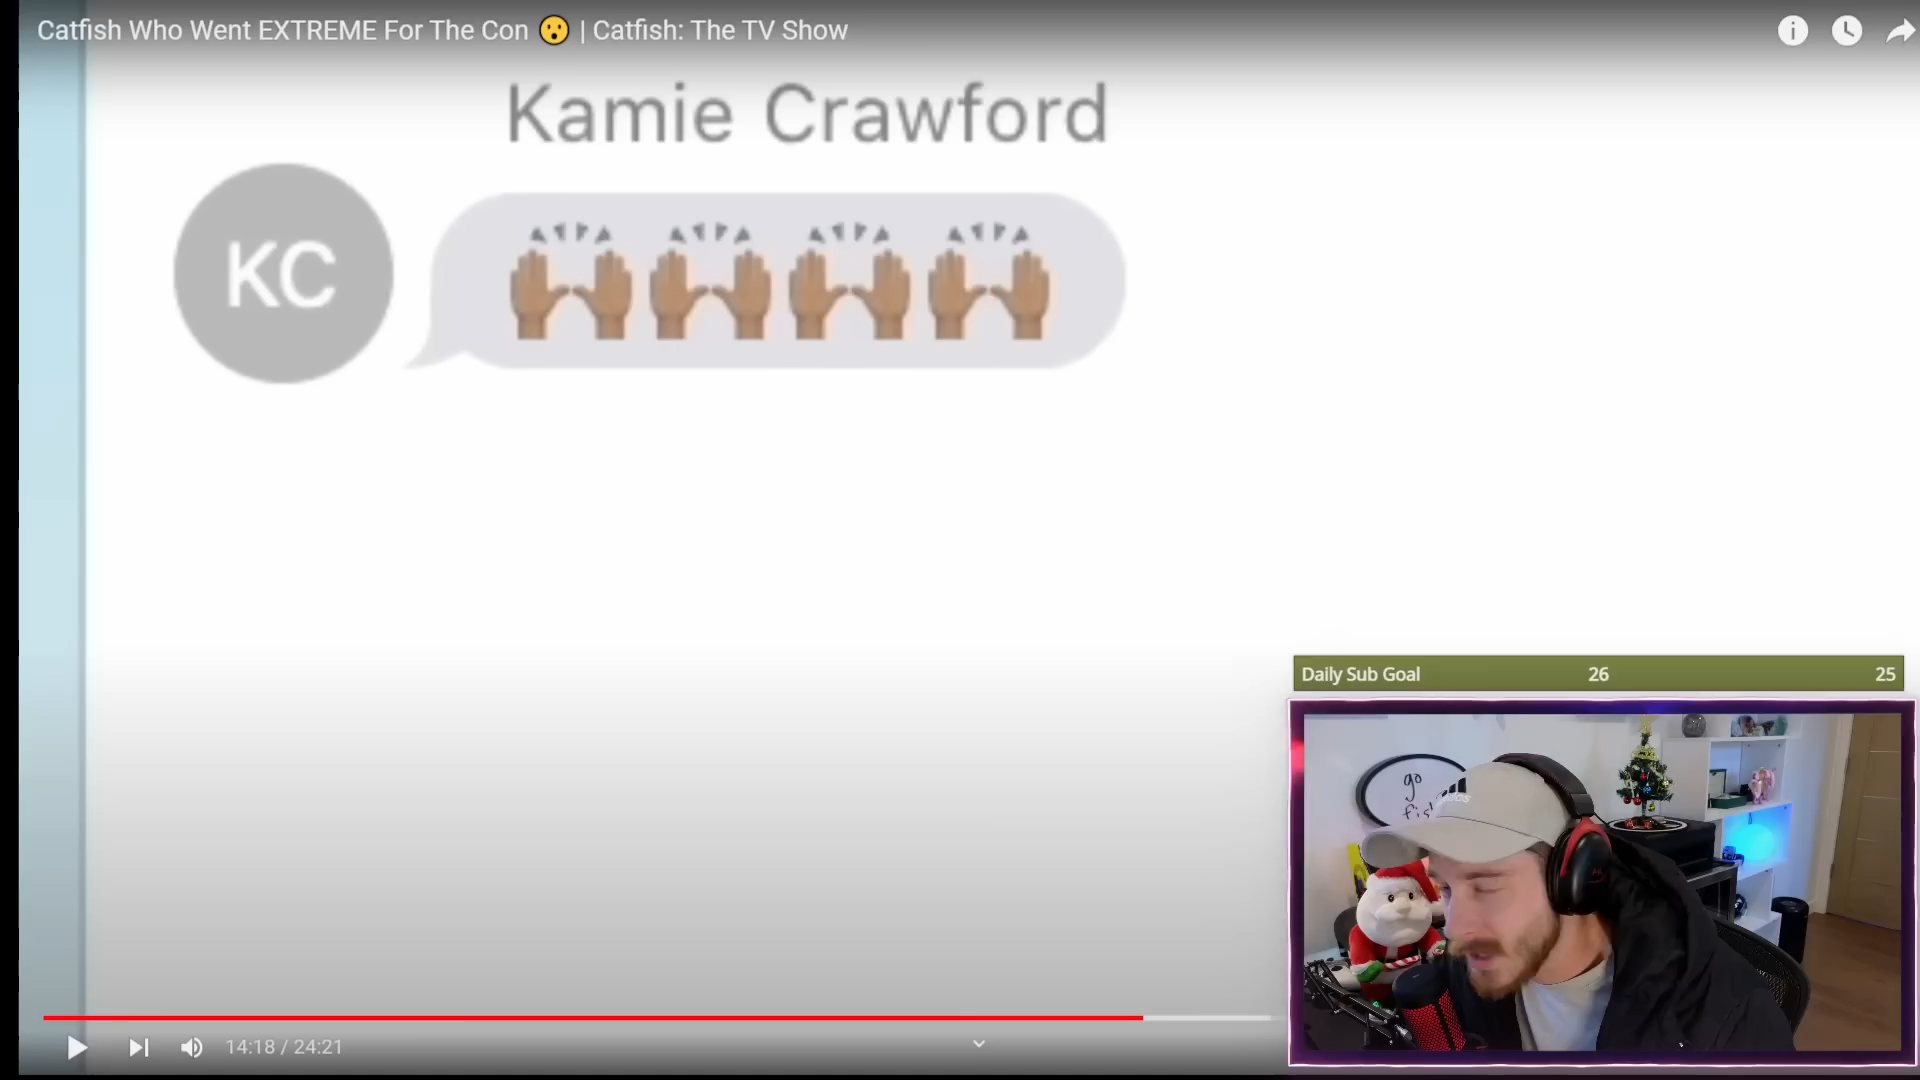 Catfish Who Went EXTREME For The Con 😮 | Catfish: The TV Show
Kamie Crawford
KC
🙌🏽🙌🏽🙌🏽🙌🏽
Daily Sub Goal 26 25
go
14:18 / 24:21